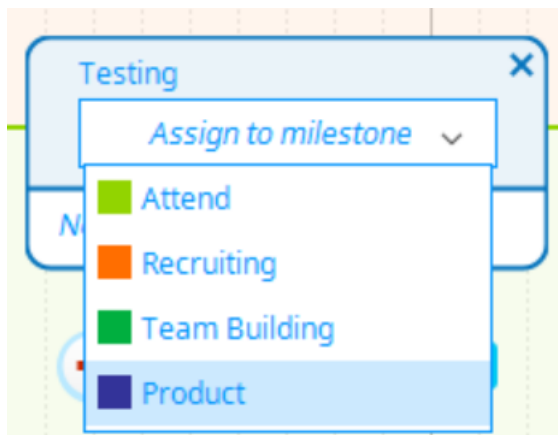 Testing
Assign to milestone
Attend
Recruiting
Team Building
Product